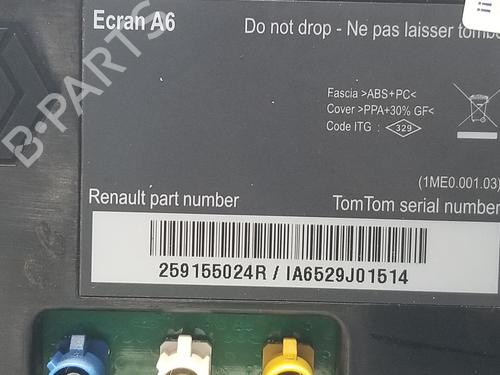 Ecran A6
Do not drop - Ne pas laisser tombe
Fascia >ABS+PC<
Cover >PPA+30% GF<
Code ITG : 329
(1ME0.001.03)
Renault part number
TomTom serial number
259155024R / IA6529J01514
B-PARTS